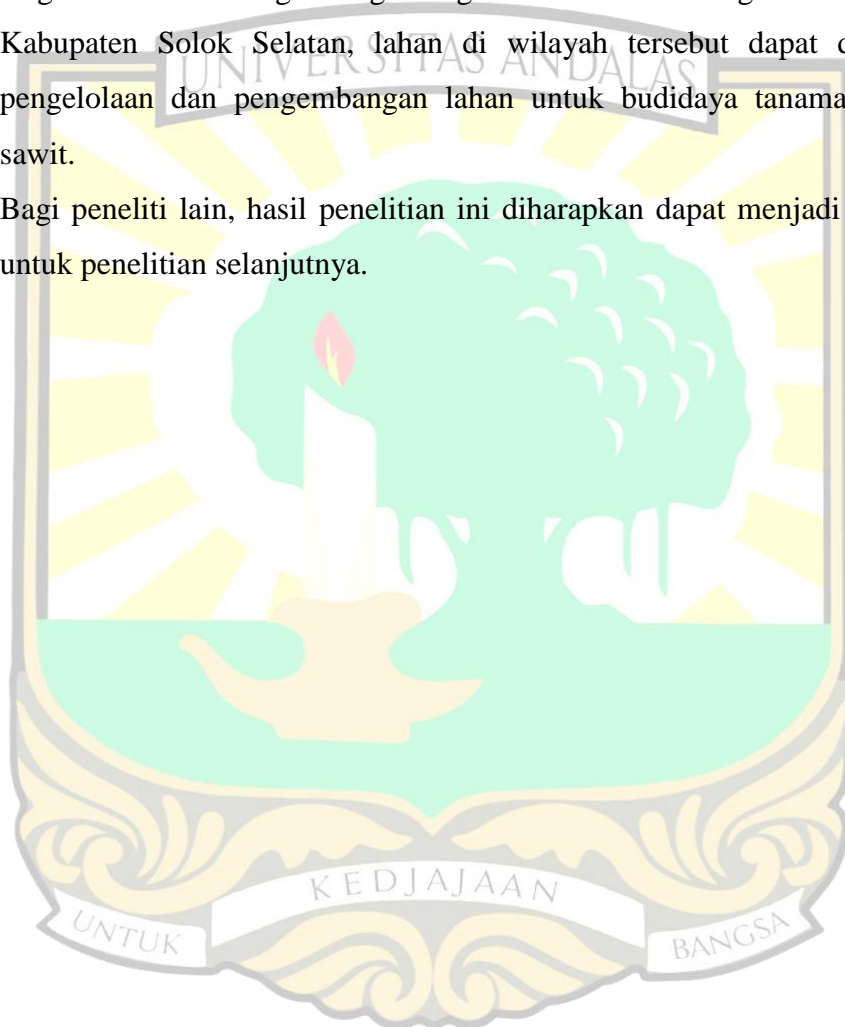 Kabupaten Solok Selatan, lahan di wilayah tersebut dapat
UNIVERSITAS ANDALAS
pengelolaan dan pengembangan lahan untuk budidaya
sawit.
Bagi peneliti lain, hasil penelitian ini diharapkan dapat menjadi
untuk penelitian selanjutnya.
KEDJAJAAN
UNTUK
BANGSA